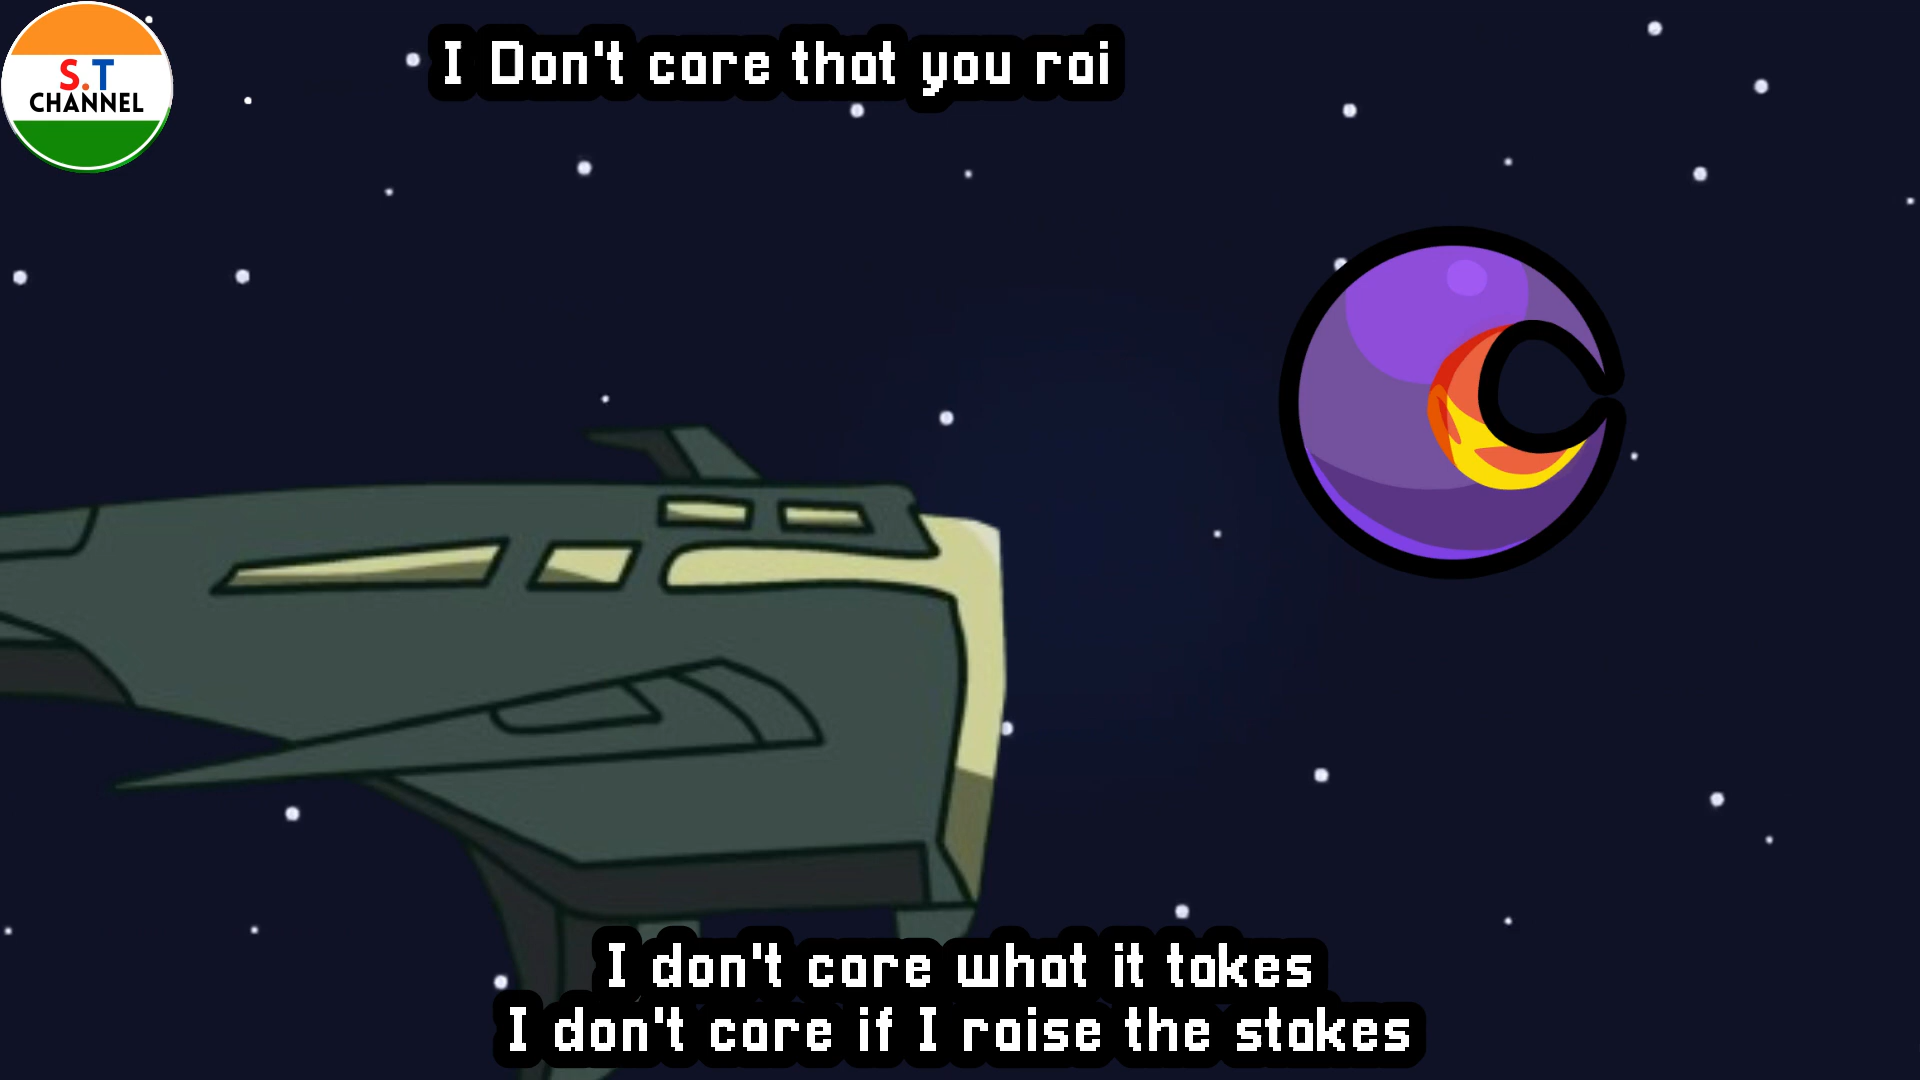 S.T
CHANNEL
I Don't care that you rai
I don't care what it takes
I don't care if I raise the stakes